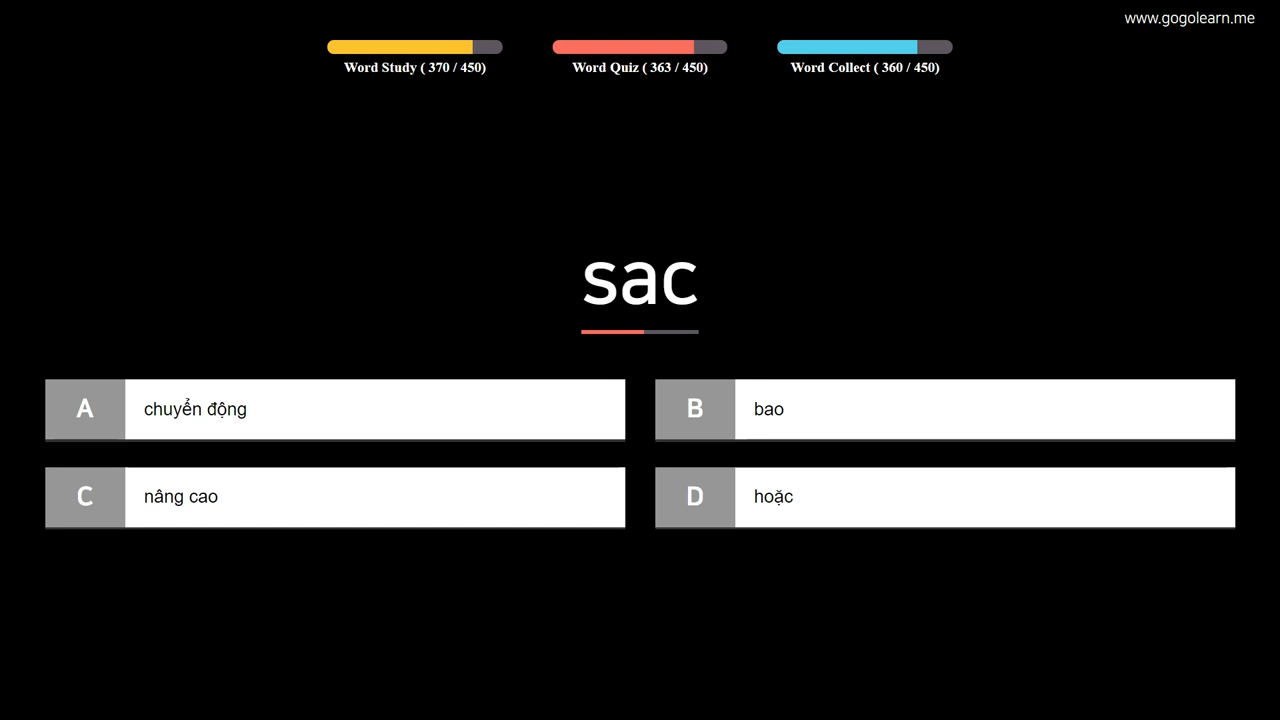 www.gogolearn.me
Word Study ( 370 / 450)
Word Quiz ( 363 / 450)
Word Collect ( 360 / 450)
sac
A chuyển động
B bao
C nâng cao
D hoặc